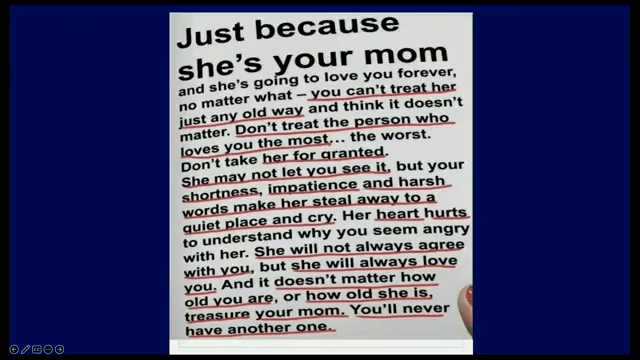 Just because
she's your mom
and she's going to love you forever,
no matter what – you can't treat her
just any old way and think it doesn't
matter. Don't treat the person who
loves you the most... the worst.
Don't take her for granted.
She may not let you see it, but your
shortness, impatience and harsh
words make her steal away to a
quiet place and cry. Her heart hurts
to understand why you seem angry
with her. She will not always agree
with you, but she will always love
you. And it doesn't matter how
old you are, or how old she is,
treasure your mom. You'll never
have another one.